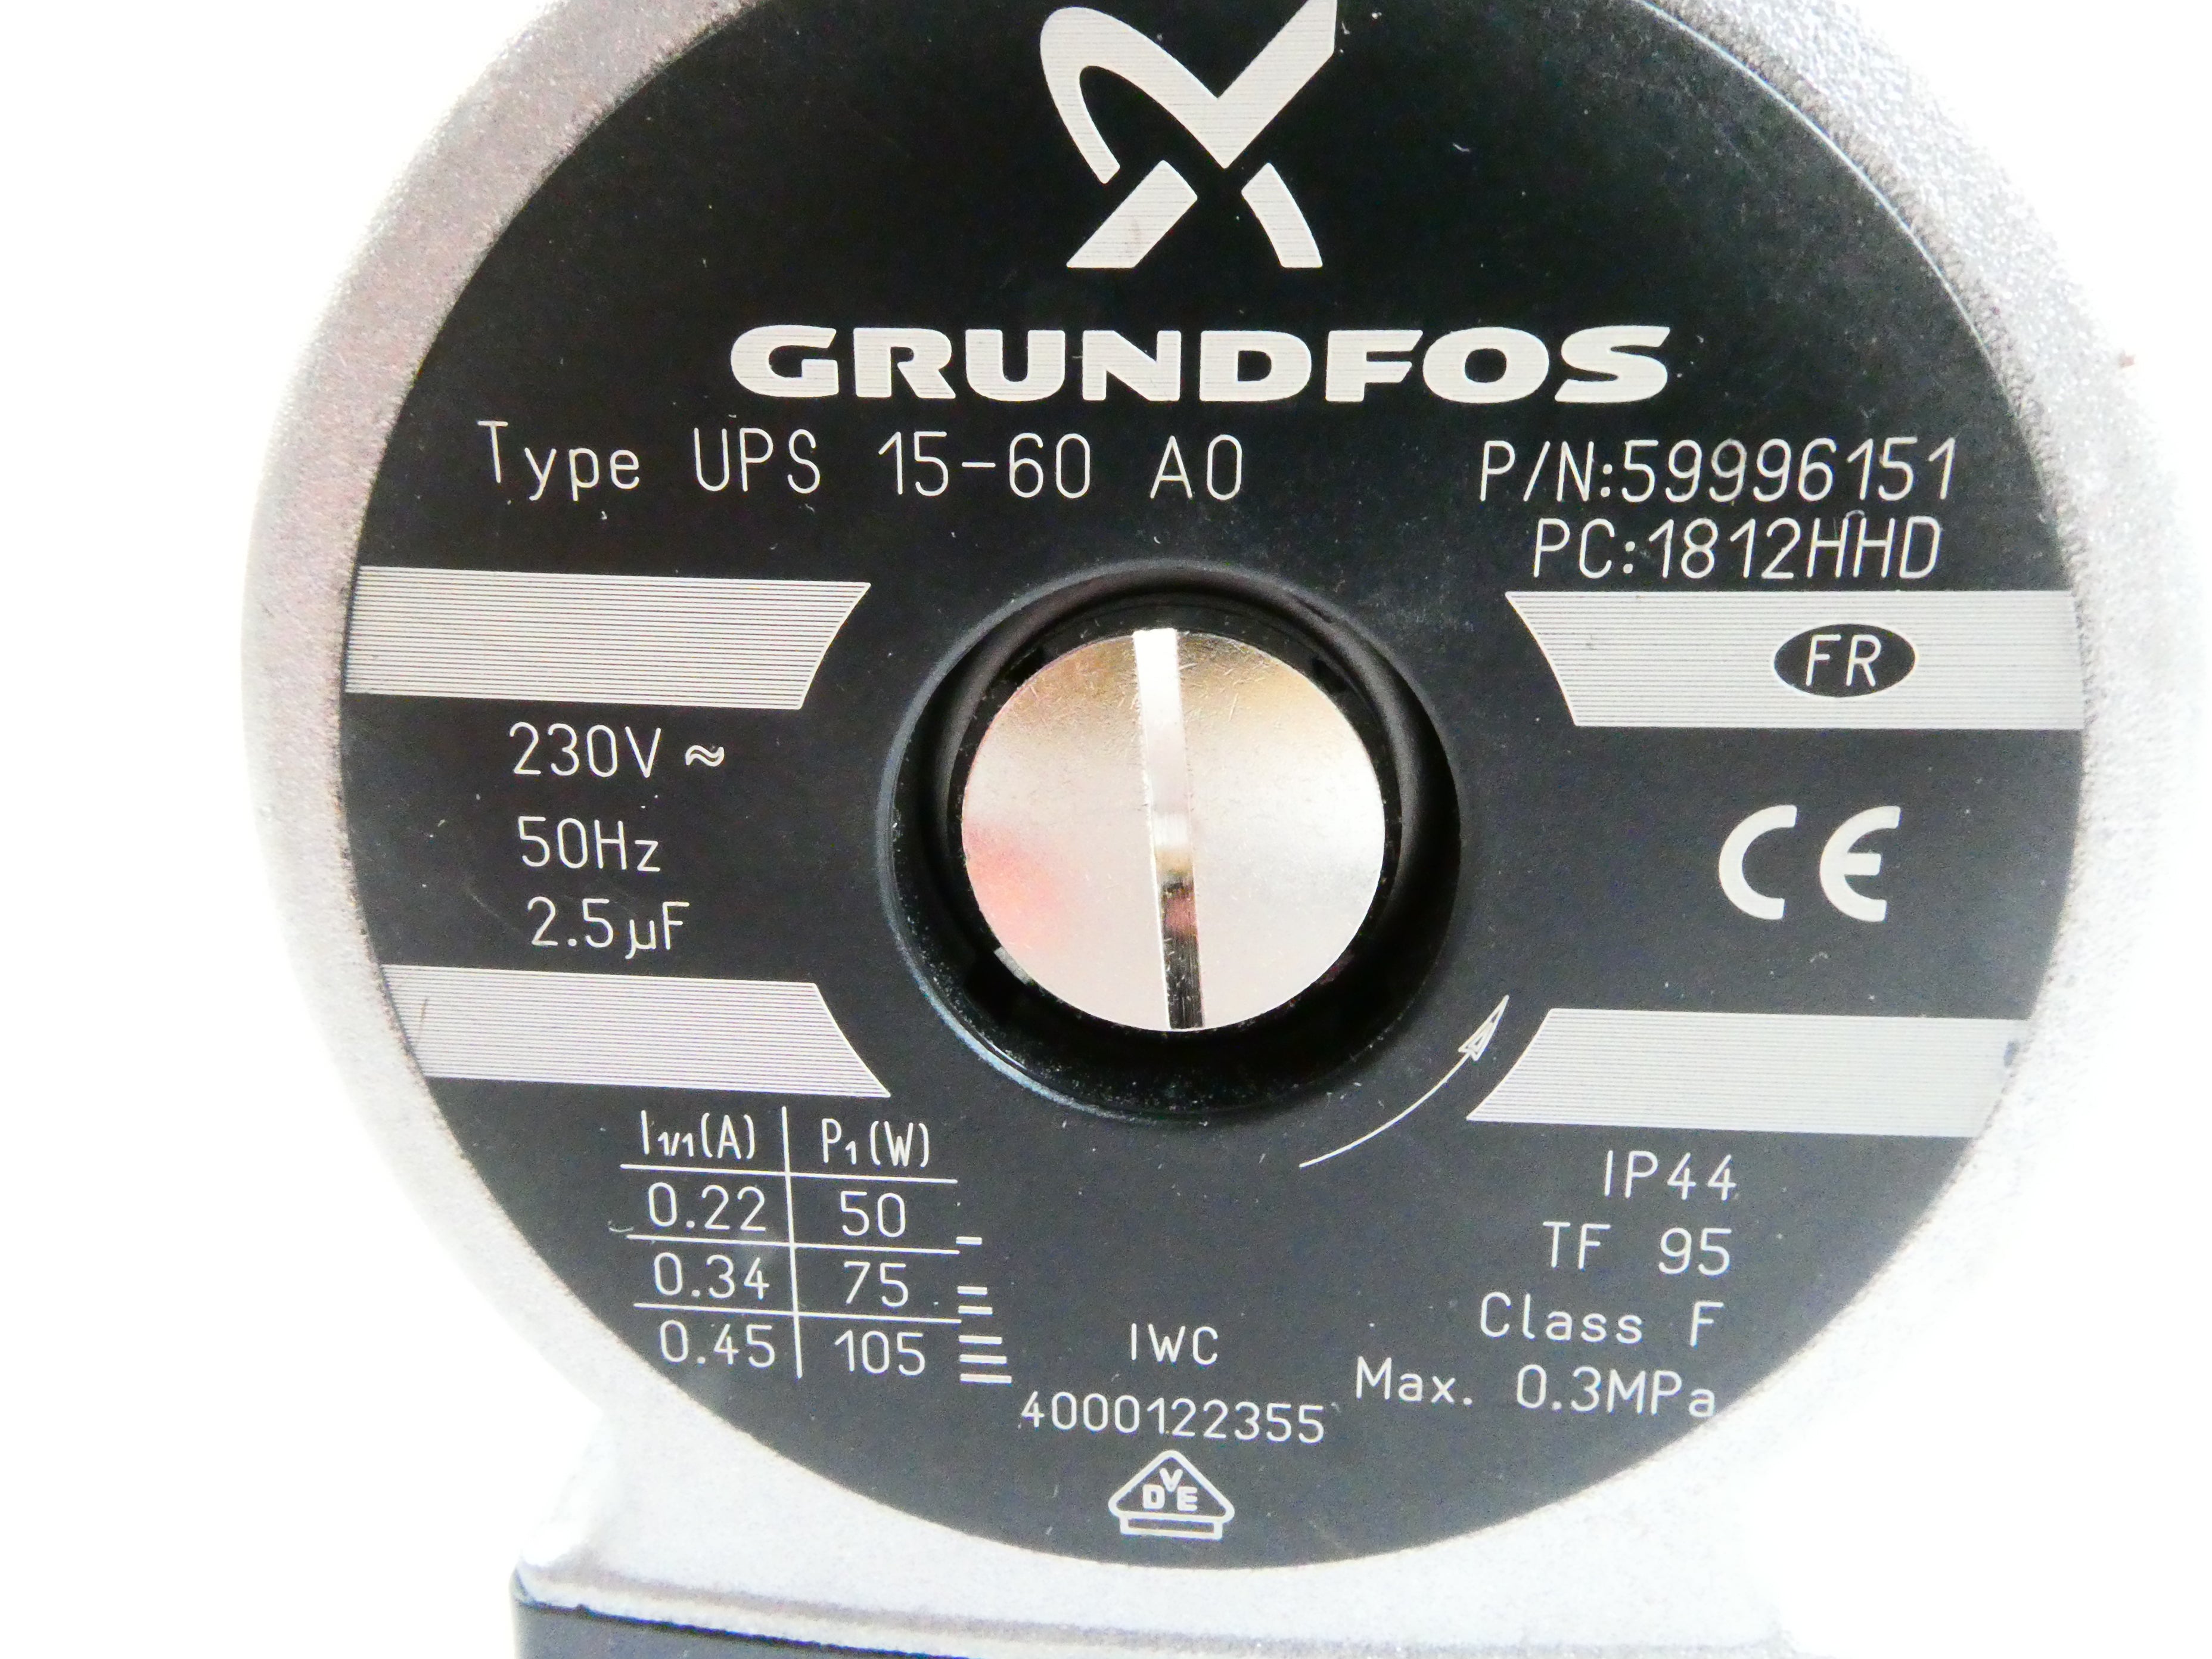 GRUNDFOS
Type UPS 15-60 AO
P/N:59996151
PC:1812HHD
FR
230V ≈
50Hz
2.5µF
CE
I1/1(A) P1(W)
0.22 50
0.34 75
0.45 105
IP44
TF 95
Class F
Max. 0.3MPa
IWC
4000122355
VDE